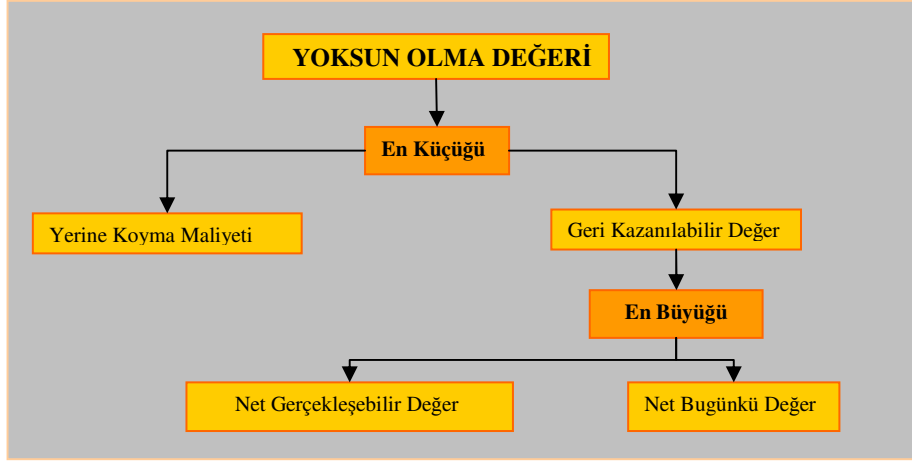 YOKSUN OLMA DEĞERİ
En Küçüğü
Yerine Koyma Maliyeti
Geri Kazanılabilir Değer
En Büyüğü
Net Gerçekleşebilir Değer
Net Bugünkü Değer